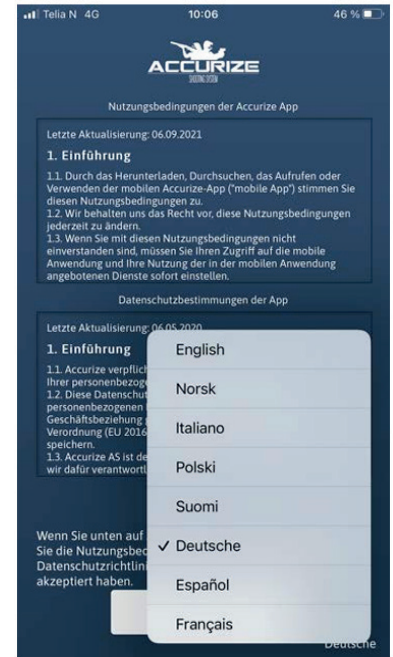 Telia N 4G 10:06 46 %
ACCURIZE
SHOOTING SYSTEM
Nutzungsbedingungen der Accurize App
Letzte Aktualisierung: 06.09.2021
1. Einführung
1.1. Durch das Herunterladen, Durchsuchen, das Aufrufen oder
Verwenden der mobilen Accurize-App ("mobile App") stimmen Sie
diesen Nutzungsbedingungen zu.
1.2. Wir behalten uns das Recht vor, diese Nutzungsbedingungen
jederzeit zu ändern.
1.3. Wenn Sie mit diesen Nutzungsbedingungen nicht
einverstanden sind, müssen Sie Ihren Zugriff auf die mobile
Anwendung und Ihre Nutzung der in der mobilen Anwendung
angebotenen Dienste sofort einstellen.
Datenschutzbestimmungen der App
Letzte Aktualisierung: 06.05.2020
1. Einführung
1.1. Accurize verpflich
Ihrer personenbezoge
1.2. Diese Datenschut
personenbezogenen
Geschäftsbeziehung
Verordnung (EU 2016
speichern.
1.3. Accurize AS ist de
wir dafür verantwortl
Wenn Sie unten auf
Sie die Nutzungsbed
Datenschutzrichtlini
akzeptiert haben.
English
Norsk
Italiano
Polski
Suomi
✓ Deutsche
Español
Français
Deutsche